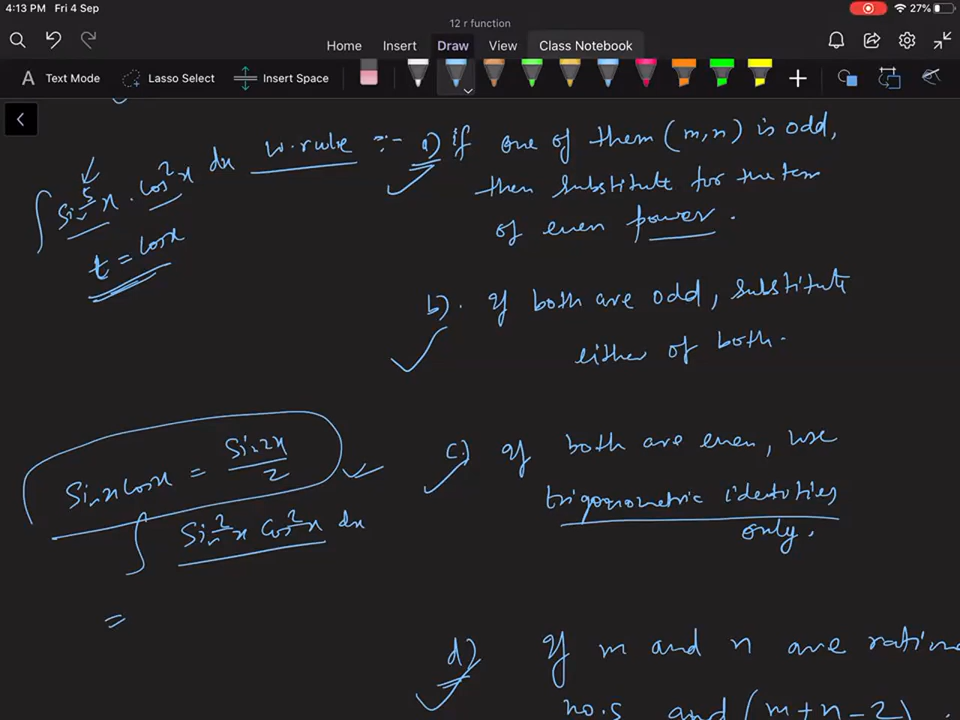 4:13 PM Fri 4 Sep
27%
12 r function
Home Insert Draw View Class Notebook
Text Mode Lasso Select Insert Space
∫ sin⁵x · cos²x dx w·rule :- a) if one of them (m,n) is odd,
then substitute for the term
of even power.
t = cosx
b). If both are odd, substitute
either of both.
sinx cosx = sin2x/2
c.) If both are even, use
trigonometric identities
only.
∫ sin²x cos²x dx
=
d) If m and n are ration
no.s and (m+n-2)